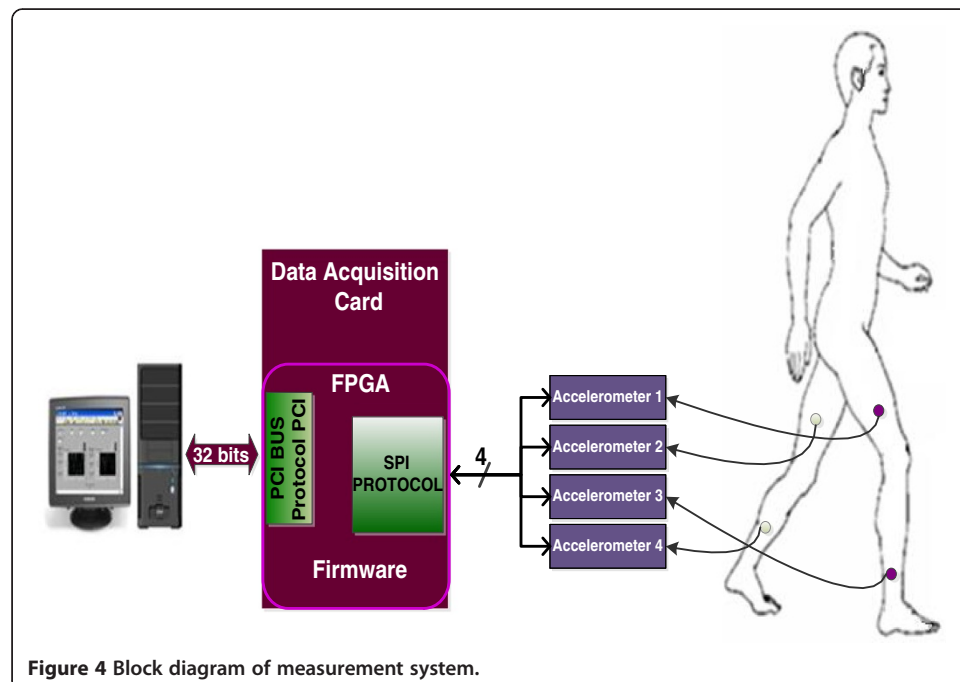 Data Acquisition
Card
FPGA
PCI BUS
Protocol PCI
SPI
PROTOCOL
Firmware
32 bits
4
Accelerometer 1
Accelerometer 2
Accelerometer 3
Accelerometer 4
Figure 4 Block diagram of measurement system.